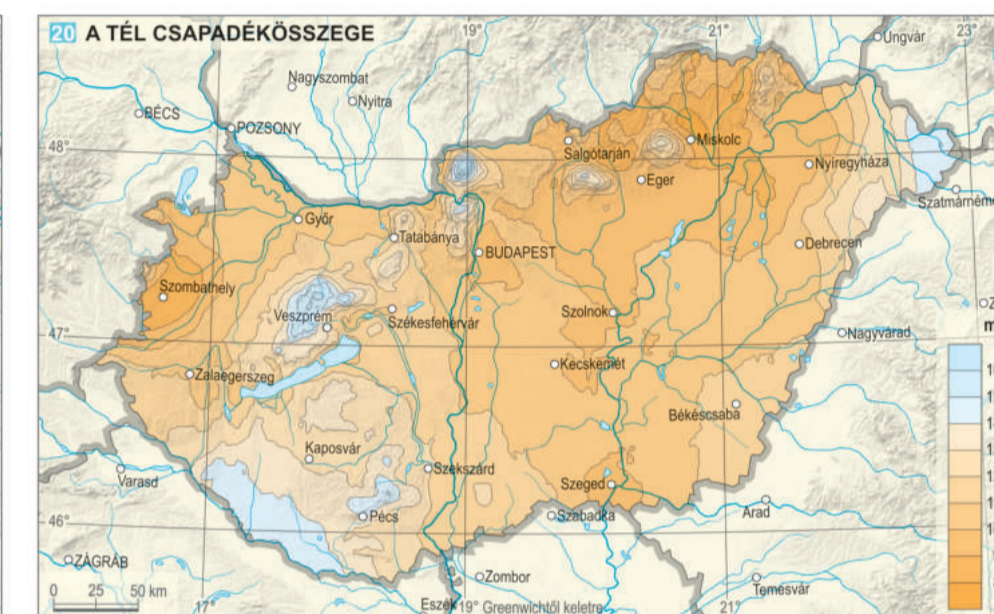 20 A TÉL CSAPADÉKÖSSZEGE
19°
21°
23°
Ungvár
Nagyszombat
Nyitra
BÉCS
POZSONY
48°
Salgótarján
Miskolc
Eger
Nyíregyháza
Győr
Tatabánya
BUDAPEST
Debrecen
Szombathely
Veszprém
Székesfehérvár
Szolnok
47°
Nagyvárad
Zalaegerszeg
Kecskemét
Békéscsaba
Kaposvár
Szekszárd
Varasd
Szeged
Pécs
Szabadka
Arad
46°
ZÁGRÁB
Zombor
Temesvár
0 25 50 km
17°
Eszék
19° Greenwichtől keletre
21°